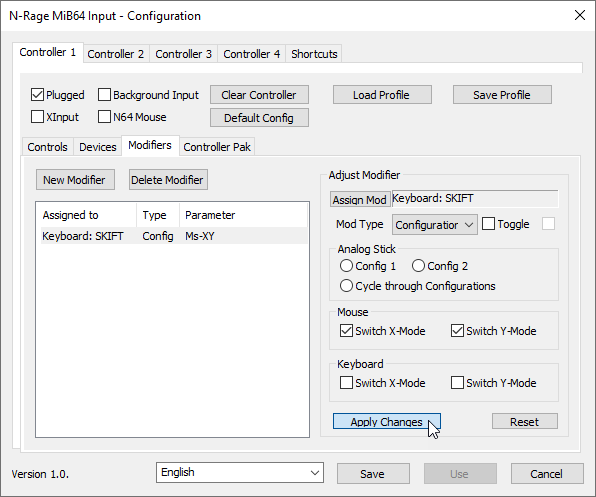 N-Rage MiB64 Input - Configuration
Controller 1 Controller 2 Controller 3 Controller 4 Shortcuts
Plugged Background Input Clear Controller Load Profile Save Profile
XInput N64 Mouse Default Config
Controls Devices Modifiers Controller Pak
New Modifier Delete Modifier
Assigned to Type Parameter
Keyboard: SKIFT Config Ms-XY
Adjust Modifier
Assign Mod Keyboard: SKIFT
Mod Type Configuration Toggle
Analog Stick
Config 1 Config 2
Cycle through Configurations
Mouse
Switch X-Mode Switch Y-Mode
Keyboard
Switch X-Mode Switch Y-Mode
Apply Changes Reset
Version 1.0. English Save Use Cancel